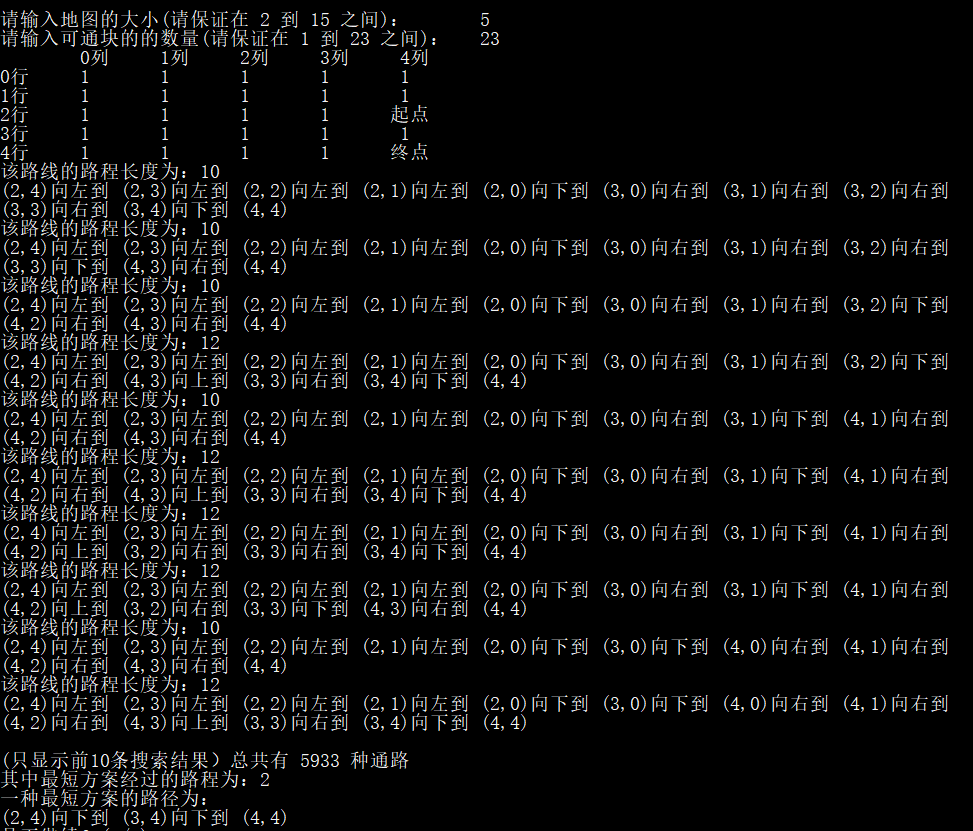 请输入地图的大小(请保证在 2 到 15 之间): 5
请输入可通块的的数量(请保证在 1 到 23 之间): 23
0列 1列 2列 3列 4列
0行 1 1 1 1 1
1行 1 1 1 1 1
2行 1 1 1 1 起点
3行 1 1 1 1 1
4行 1 1 1 1 终点
该路线的路程长度为: 10
(2,4)向左到 (2,3)向左到 (2,2)向左到 (2,1)向左到 (2,0)向下到 (3,0)向右到 (3,1)向右到 (3,2)向右到
(3,3)向右到 (3,4)向下到 (4,4)
该路线的路程长度为: 10
(2,4)向左到 (2,3)向左到 (2,2)向左到 (2,1)向左到 (2,0)向下到 (3,0)向右到 (3,1)向右到 (3,2)向右到
(3,3)向下到 (4,3)向右到 (4,4)
该路线的路程长度为: 10
(2,4)向左到 (2,3)向左到 (2,2)向左到 (2,1)向左到 (2,0)向下到 (3,0)向右到 (3,1)向右到 (3,2)向下到
(4,2)向右到 (4,3)向右到 (4,4)
该路线的路程长度为: 12
(2,4)向左到 (2,3)向左到 (2,2)向左到 (2,1)向左到 (2,0)向下到 (3,0)向右到 (3,1)向右到 (3,2)向下到
(4,2)向右到 (4,3)向上到 (3,3)向右到 (3,4)向下到 (4,4)
该路线的路程长度为: 10
(2,4)向左到 (2,3)向左到 (2,2)向左到 (2,1)向左到 (2,0)向下到 (3,0)向右到 (3,1)向下到 (4,1)向右到
(4,2)向右到 (4,3)向右到 (4,4)
该路线的路程长度为: 12
(2,4)向左到 (2,3)向左到 (2,2)向左到 (2,1)向左到 (2,0)向下到 (3,0)向右到 (3,1)向下到 (4,1)向右到
(4,2)向右到 (4,3)向上到 (3,3)向右到 (3,4)向下到 (4,4)
该路线的路程长度为: 12
(2,4)向左到 (2,3)向左到 (2,2)向左到 (2,1)向左到 (2,0)向下到 (3,0)向右到 (3,1)向下到 (4,1)向右到
(4,2)向上到 (3,2)向右到 (3,3)向右到 (3,4)向下到 (4,4)
该路线的路程长度为: 12
(2,4)向左到 (2,3)向左到 (2,2)向左到 (2,1)向左到 (2,0)向下到 (3,0)向右到 (3,1)向下到 (4,1)向右到
(4,2)向上到 (3,2)向右到 (3,3)向下到 (4,3)向右到 (4,4)
该路线的路程长度为: 10
(2,4)向左到 (2,3)向左到 (2,2)向左到 (2,1)向左到 (2,0)向下到 (3,0)向下到 (4,0)向右到 (4,1)向右到
(4,2)向右到 (4,3)向右到 (4,4)
该路线的路程长度为: 12
(2,4)向左到 (2,3)向左到 (2,2)向左到 (2,1)向左到 (2,0)向下到 (3,0)向下到 (4,0)向右到 (4,1)向右到
(4,2)向右到 (4,3)向上到 (3,3)向右到 (3,4)向下到 (4,4)
(只显示前10条搜索结果) 总共有 5933 种通路
其中最短方案经过的路程为: 2
一种最短方案的路径为:
(2,4)向下到 (3,4)向下到 (4,4)